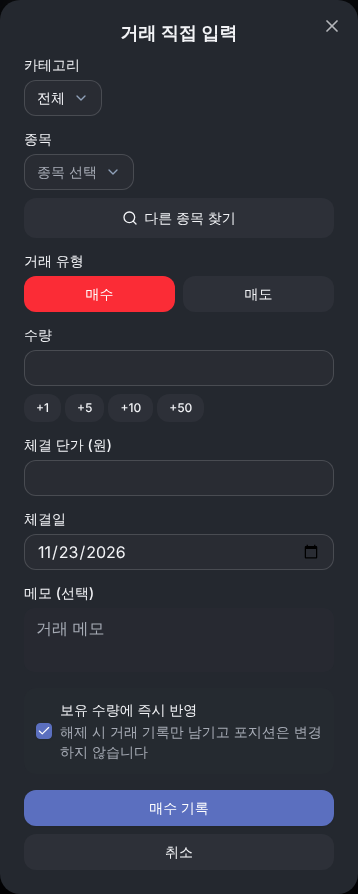 거래 직접 입력
카테고리
전체
종목
종목 선택
다른 종목 찾기
거래 유형
매수
매도
수량
+1
+5
+10
+50
체결 단가 (원)
체결일
11/23/2026
메모 (선택)
거래 메모
보유 수량에 즉시 반영
해제 시 거래 기록만 남기고 포지션은 변경
하지 않습니다
매수 기록
취소